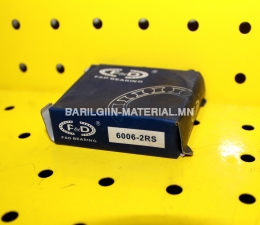 F&D
BARILGIIN-MATERIAL.MN
F&D
F&D BEARING
6006-2RS